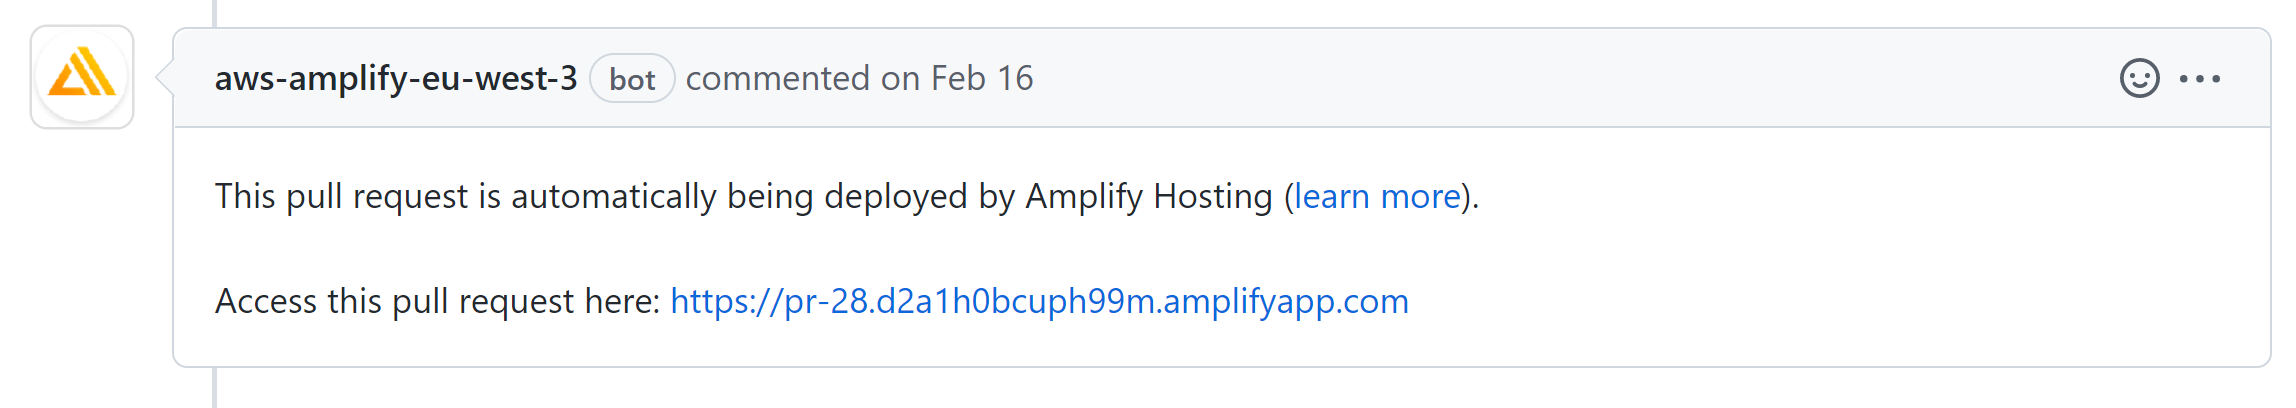 aws-amplify-eu-west-3 bot commented on Feb 16
This pull request is automatically being deployed by Amplify Hosting (learn more).
Access this pull request here: https://pr-28.d2a1h0bcuph99m.amplifyapp.com